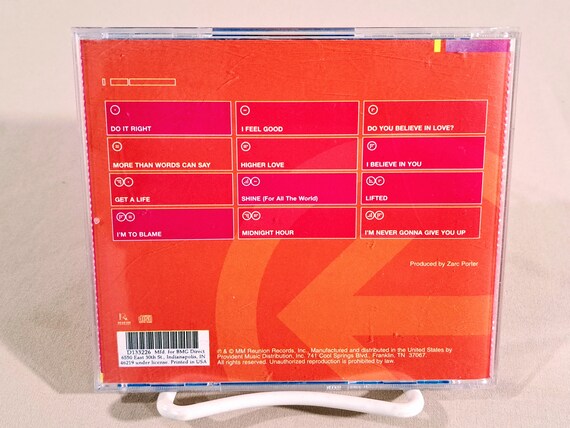 DO IT RIGHT
I FEEL GOOD
DO YOU BELIEVE IN LOVE?
MORE THAN WORDS CAN SAY
HIGHER LOVE
I BELIEVE IN YOU
GET A LIFE
SHINE (For All The World)
LIFTED
I'M TO BLAME
MIDNIGHT HOUR
I'M NEVER GONNA GIVE YOU UP
Produced by Zarc Porter
D133226 Mfd for BMG Direct
6550 East 30th St., Indianapolis, IN
46219 under license. Printed in USA
℗ & © MM Reunion Records, Inc., Manufactured and distributed in the United States by
Provident Music Distribution, Inc. 741 Cool Springs Blvd., Franklin, TN 37067.
All rights reserved. Unauthorized reproduction is prohibited by law.